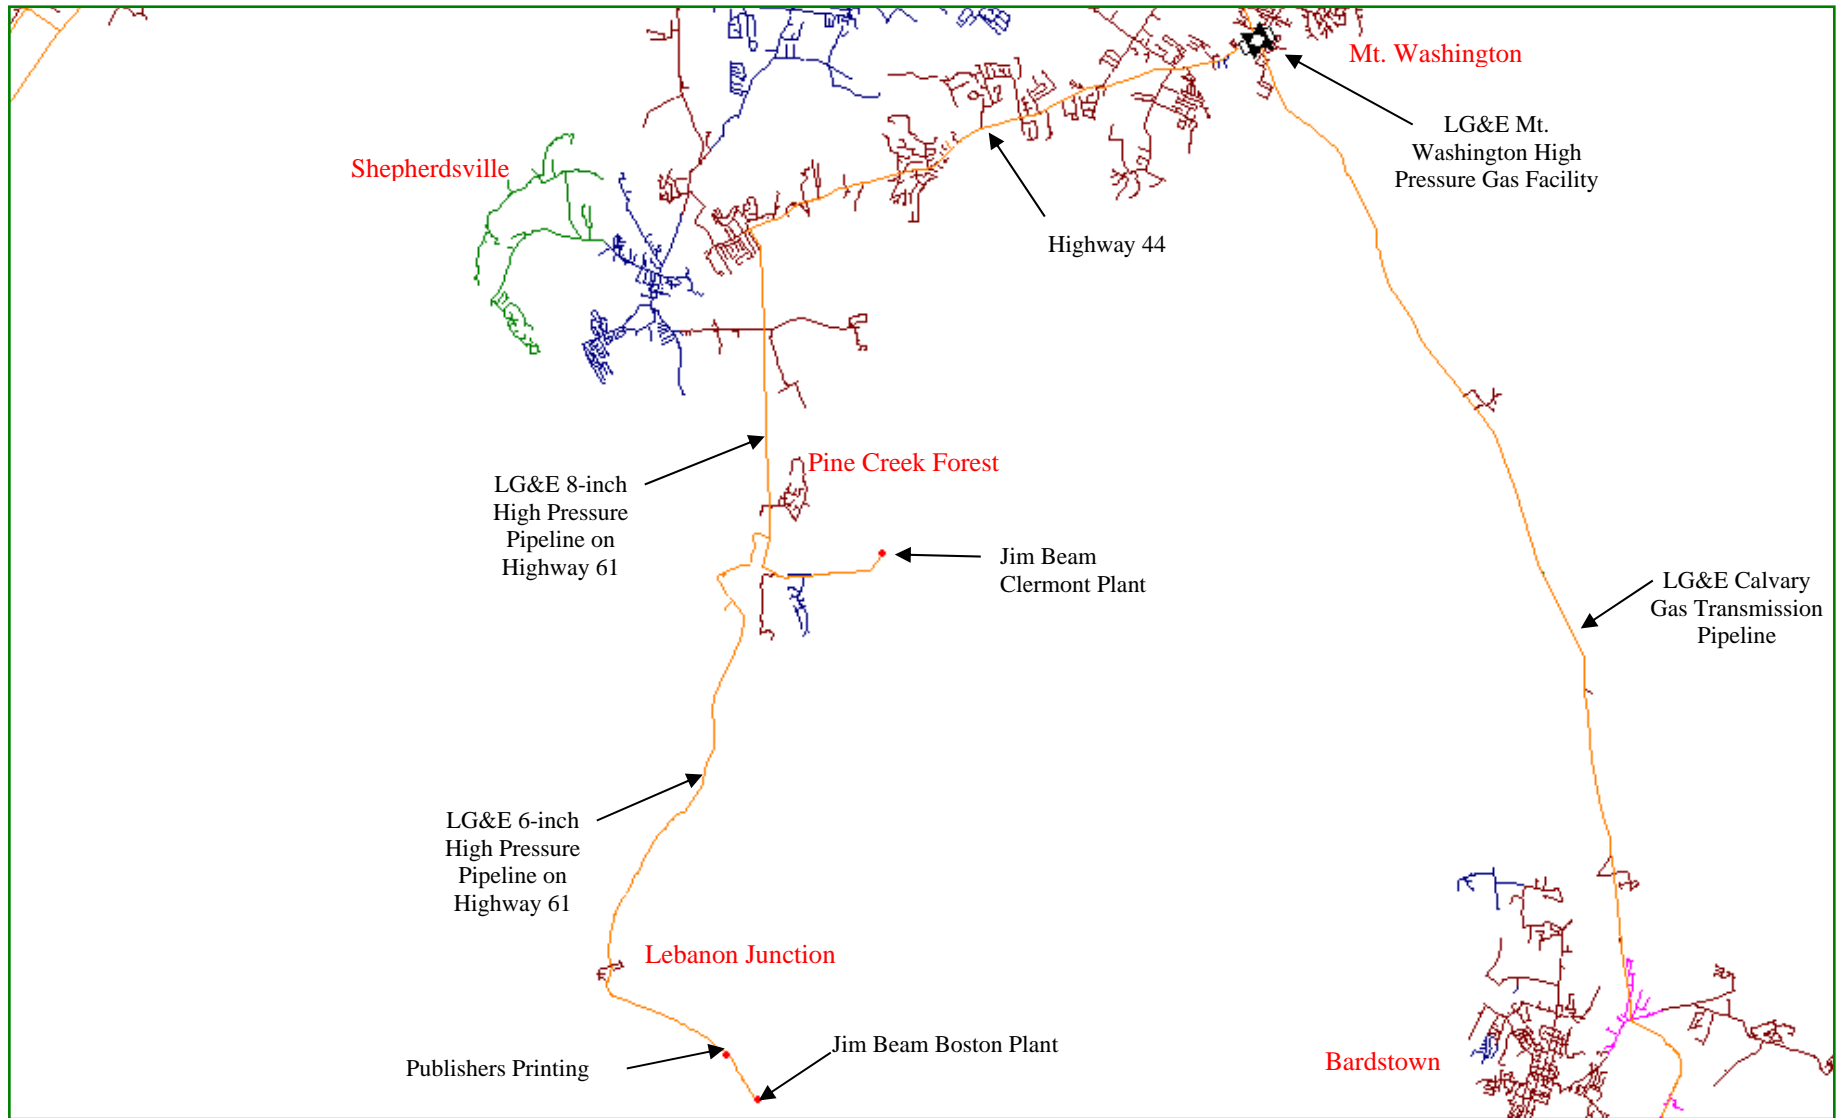 Mt. Washington
LG&E Mt.
Washington High
Pressure Gas Facility
Shepherdsville
Highway 44
Pine Creek Forest
LG&E 8-inch
High Pressure
Pipeline on
Highway 61
Jim Beam
Clermont Plant
LG&E Calvary
Gas Transmission
Pipeline
LG&E 6-inch
High Pressure
Pipeline on
Highway 61
Lebanon Junction
Jim Beam Boston Plant
Publishers Printing
Bardstown